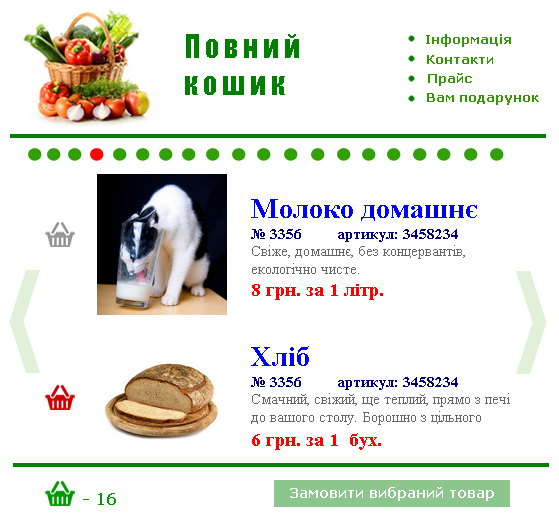 Повний
кошик
Інформація
Контакти
Прайс
Вам подарунок
Молоко домашнє
№ 3356 артикул: 3458234
Свіже, домашнє, без концервантів,
екологічно чисте.
8 грн. за 1 літр.
Хліб
№ 3356 артикул: 3458234
Смачний, свіжий, ще теплий, прямо з печі
до вашого столу. Борошно з цільного
6 грн. за 1 бух.
- 16
Замовити вибраний товар